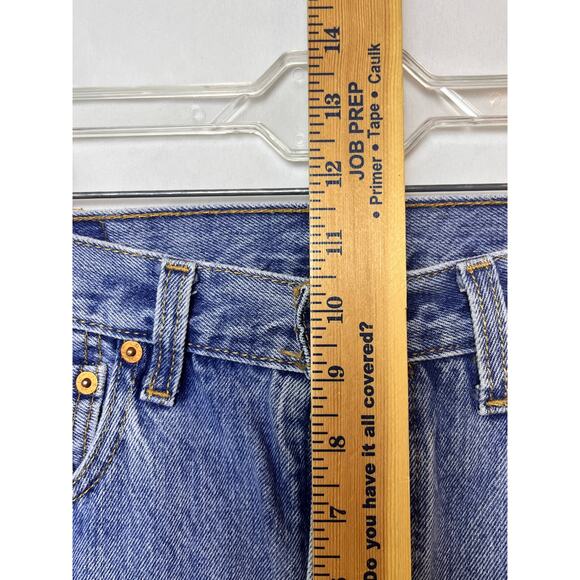 14
13
12
11
10
9
8
7
JOB PREP
• Primer • Tape • Caulk
Do you have it all covered?